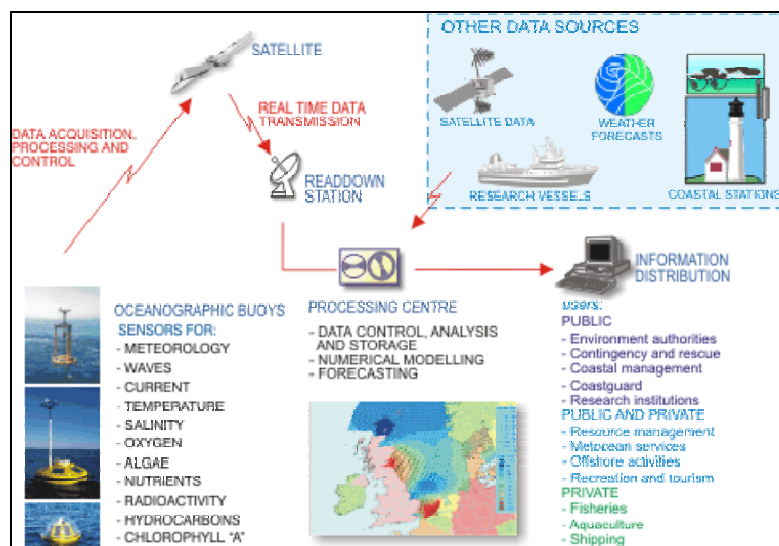 OTHER DATA SOURCES
SATELLITE
SATELLITE DATA
WEATHER
FORECASTS
RESEARCH VESSELS
COASTAL STATIONS
DATA ACQUISITION,
PROCESSING AND
CONTROL
REAL TIME DATA
TRANSMISSION
READDOWN
STATION
OCEANOGRAPHIC BUOYS
SENSORS FOR:
- METEOROLOGY
- WAVES
- CURRENT
- TEMPERATURE
- SALINITY
- OXYGEN
- ALGAE
- NUTRIENTS
- RADIOACTIVITY
- HYDROCARBOINS
- CHLOROPHYLL "A"
PROCESSING CENTRE
- DATA CONTROL, ANALYSIS
AND STORAGE
- NUMERICAL MODELLING
- FORECASTING
INFORMATION
DISTRIBUTION
users:
PUBLIC
- Environment authorities
- Contingency and rescue
- Coastal management
- Coastguard
- Research institutions
PUBLIC AND PRIVATE
- Resource management
- Metocean services
- Offshore activities
- Recreation and tourism
PRIVATE
- Fisheries
- Aquaculture
- Shipping